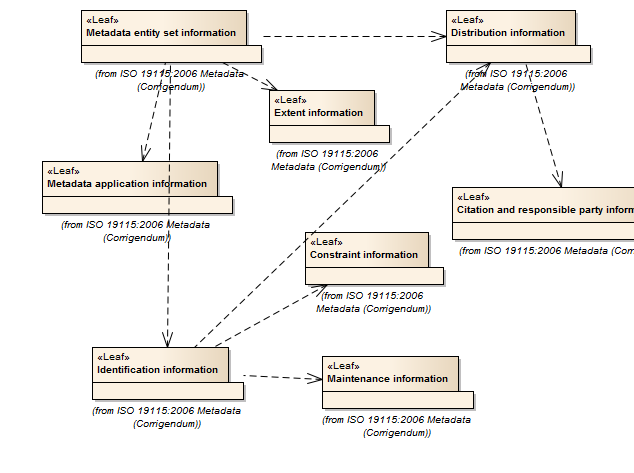 «Leaf»
Metadata entity set information
(from ISO 19115:2006 Metadata
(Corrigendum))
«Leaf»
Distribution information
(from ISO 19115:2006
Metadata (Corrigendum))
«Leaf»
Extent information
(from ISO 19115:2006
Metadata (Corrigendum))
«Leaf»
Metadata application information
(from ISO 19115:2006 Metadata
(Corrigendum))
«Leaf»
Citation and responsible party inform
(from ISO 19115:2006 Metadata (Corr
«Leaf»
Constraint information
(from ISO 19115:2006
Metadata (Corrigendum))
«Leaf»
Identification information
(from ISO 19115:2006 Metadata
(Corrigendum))
«Leaf»
Maintenance information
(from ISO 19115:2006 Metadata
(Corrigendum))